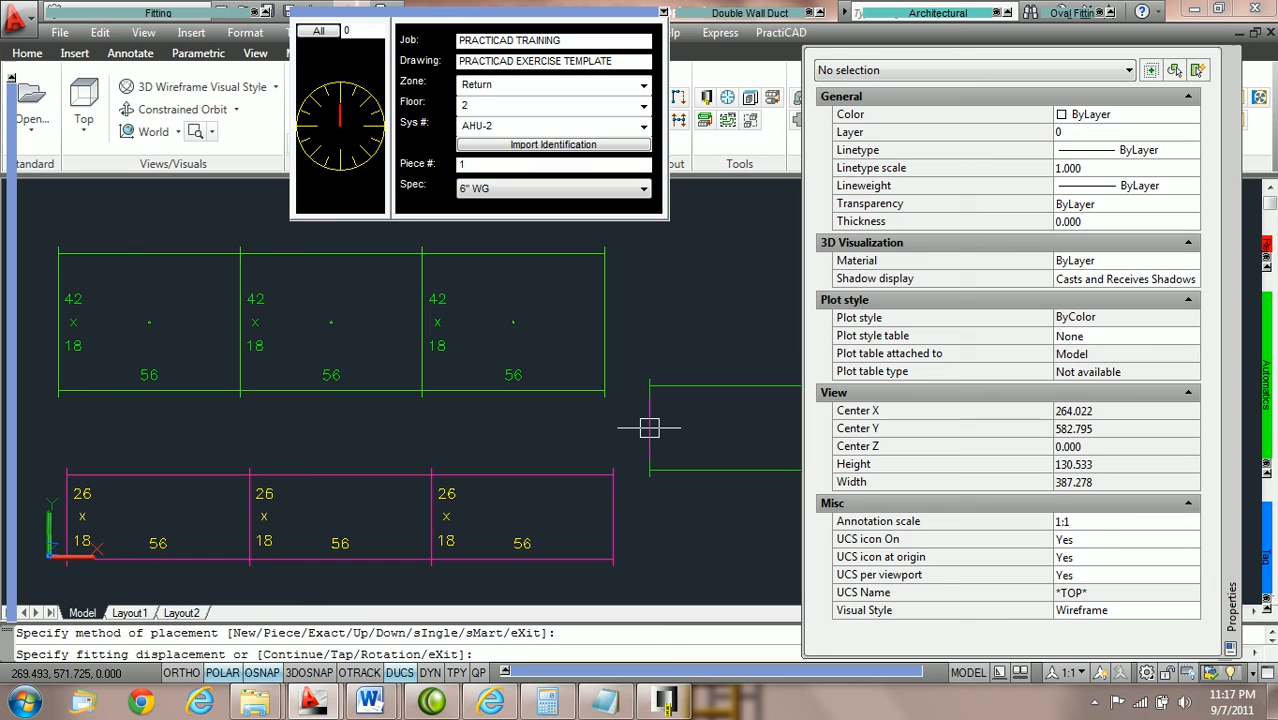 Fitting
Double Wall Duct
Architectural
Oval Fittin
File Edit View Insert Format
Help Express PractiCAD
Home Insert Annotate Parametric View
Open...
Top
3D Wireframe Visual Style
Constrained Orbit
World
Views/Visuals
Tools
All 0
Job: PRACTICAD TRAINING
Drawing: PRACTICAD EXERCISE TEMPLATE
Zone: Return
Floor: 2
Sys #: AHU-2
Import Identification
Piece #: 1
Spec: 6" WG
No selection
General
Color ByLayer
Layer 0
Linetype ByLayer
Linetype scale 1.000
Lineweight ByLayer
Transparency ByLayer
Thickness 0.000
3D Visualization
Material ByLayer
Shadow display Casts and Receives Shadows
Plot style
Plot style ByColor
Plot style table None
Plot table attached to Model
Plot table type Not available
View
Center X 264.022
Center Y 582.795
Center Z 0.000
Height 130.533
Width 387.278
Misc
Annotation scale 1:1
UCS icon On Yes
UCS icon at origin Yes
UCS per viewport Yes
UCS Name *TOP*
Visual Style Wireframe
Properties
Automatics
Tag
42 42 42
x x x
18 18 18
56 56 56
26 26 26
x x x
18 56 18 56 18 56
Y
X
Model Layout1 Layout2
Specify method of placement [New/Piece/Exact/Up/Down/sIngle/sMart/eXit]:
Specify fitting displacement or [Continue/Tap/Rotation/eXit]:
269.493, 571.725, 0.000 ORTHO POLAR OSNAP 3DOSNAP OTRACK DUCS DYN TPY QP MODEL 1:1
11:17 PM
9/7/2011